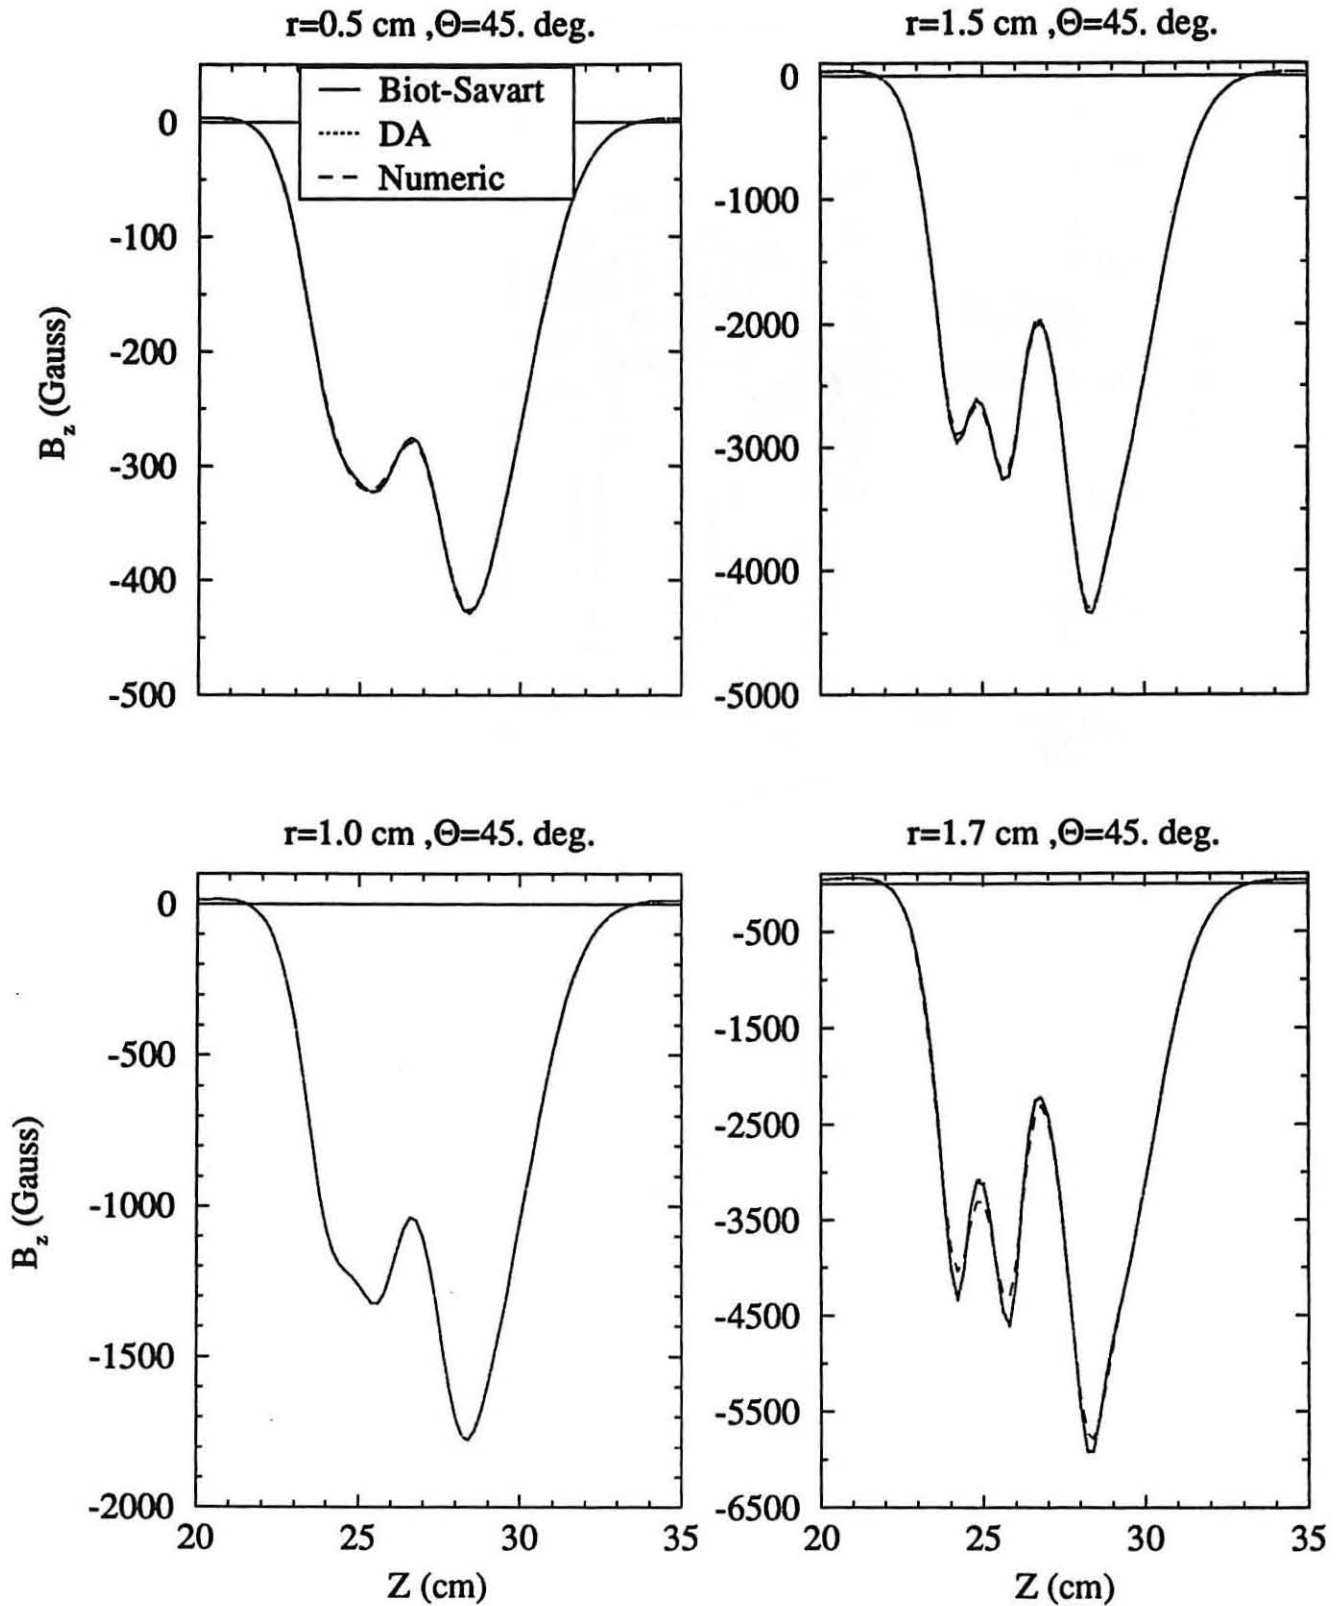 r=0.5 cm ,Θ=45. deg.
r=1.5 cm ,Θ=45. deg.
Biot-Savart
DA
Numeric
0
-100
-200
-300
-400
-500
B_z (Gauss)
0
-1000
-2000
-3000
-4000
-5000
r=1.0 cm ,Θ=45. deg.
r=1.7 cm ,Θ=45. deg.
0
-500
-1000
-1500
-2000
B_z (Gauss)
20 25 30 35
Z (cm)
-500
-1500
-2500
-3500
-4500
-5500
-6500
20 25 30 35
Z (cm)